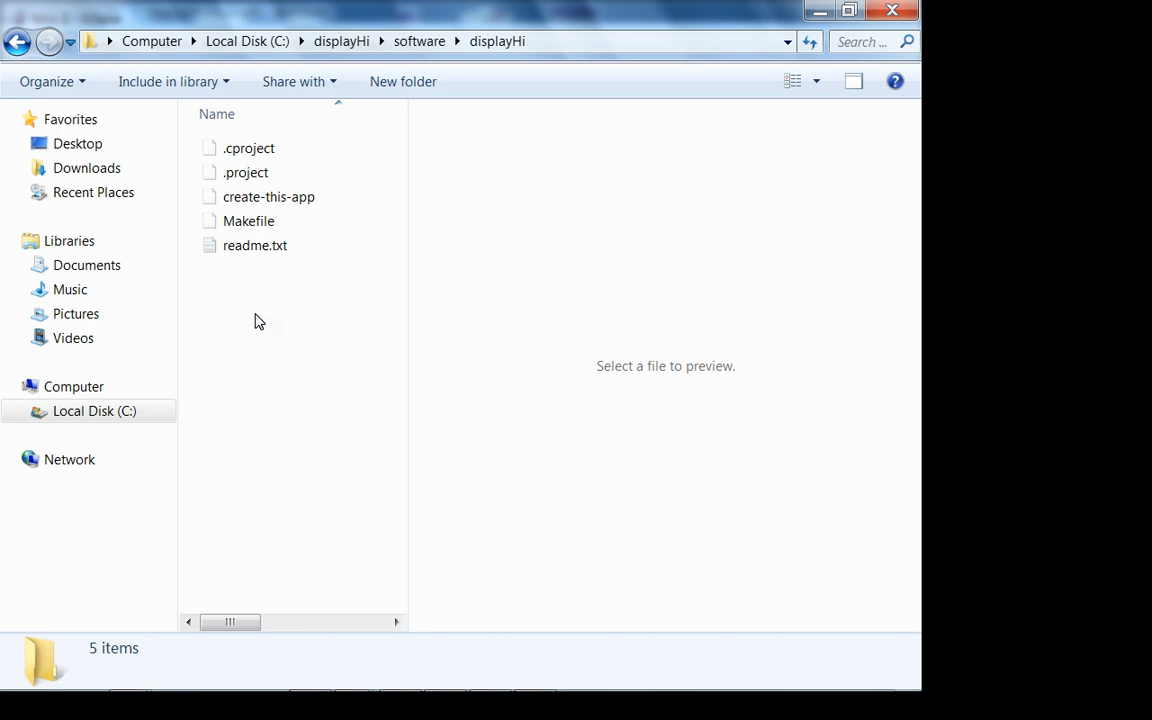 Computer Local Disk (C:) displayHi software displayHi
Search ...
Organize Include in library Share with New folder
Favorites
Desktop
Downloads
Recent Places
Libraries
Documents
Music
Pictures
Videos
Computer
Local Disk (C:)
Network
Name
.cproject
.project
create-this-app
Makefile
readme.txt
Select a file to preview.
5 items